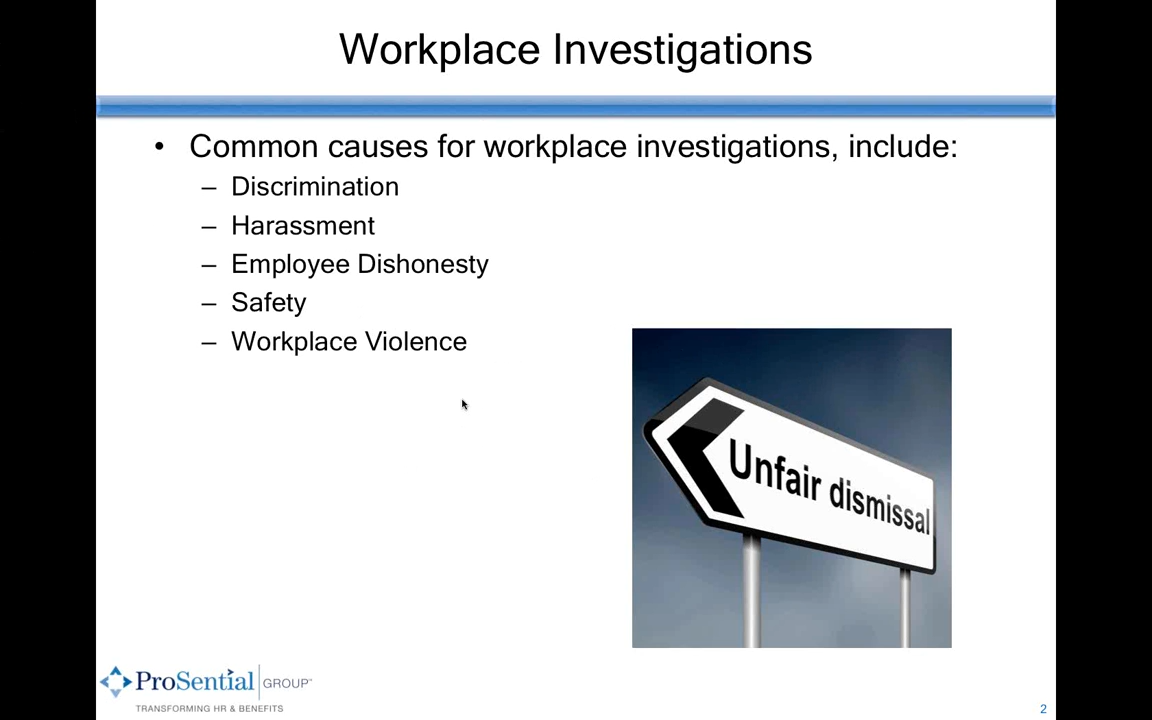 Workplace Investigations
• Common causes for workplace investigations, include:
– Discrimination
– Harassment
– Employee Dishonesty
– Safety
– Workplace Violence
Unfair dismissal
ProSential GROUP™
TRANSFORMING HR & BENEFITS
2